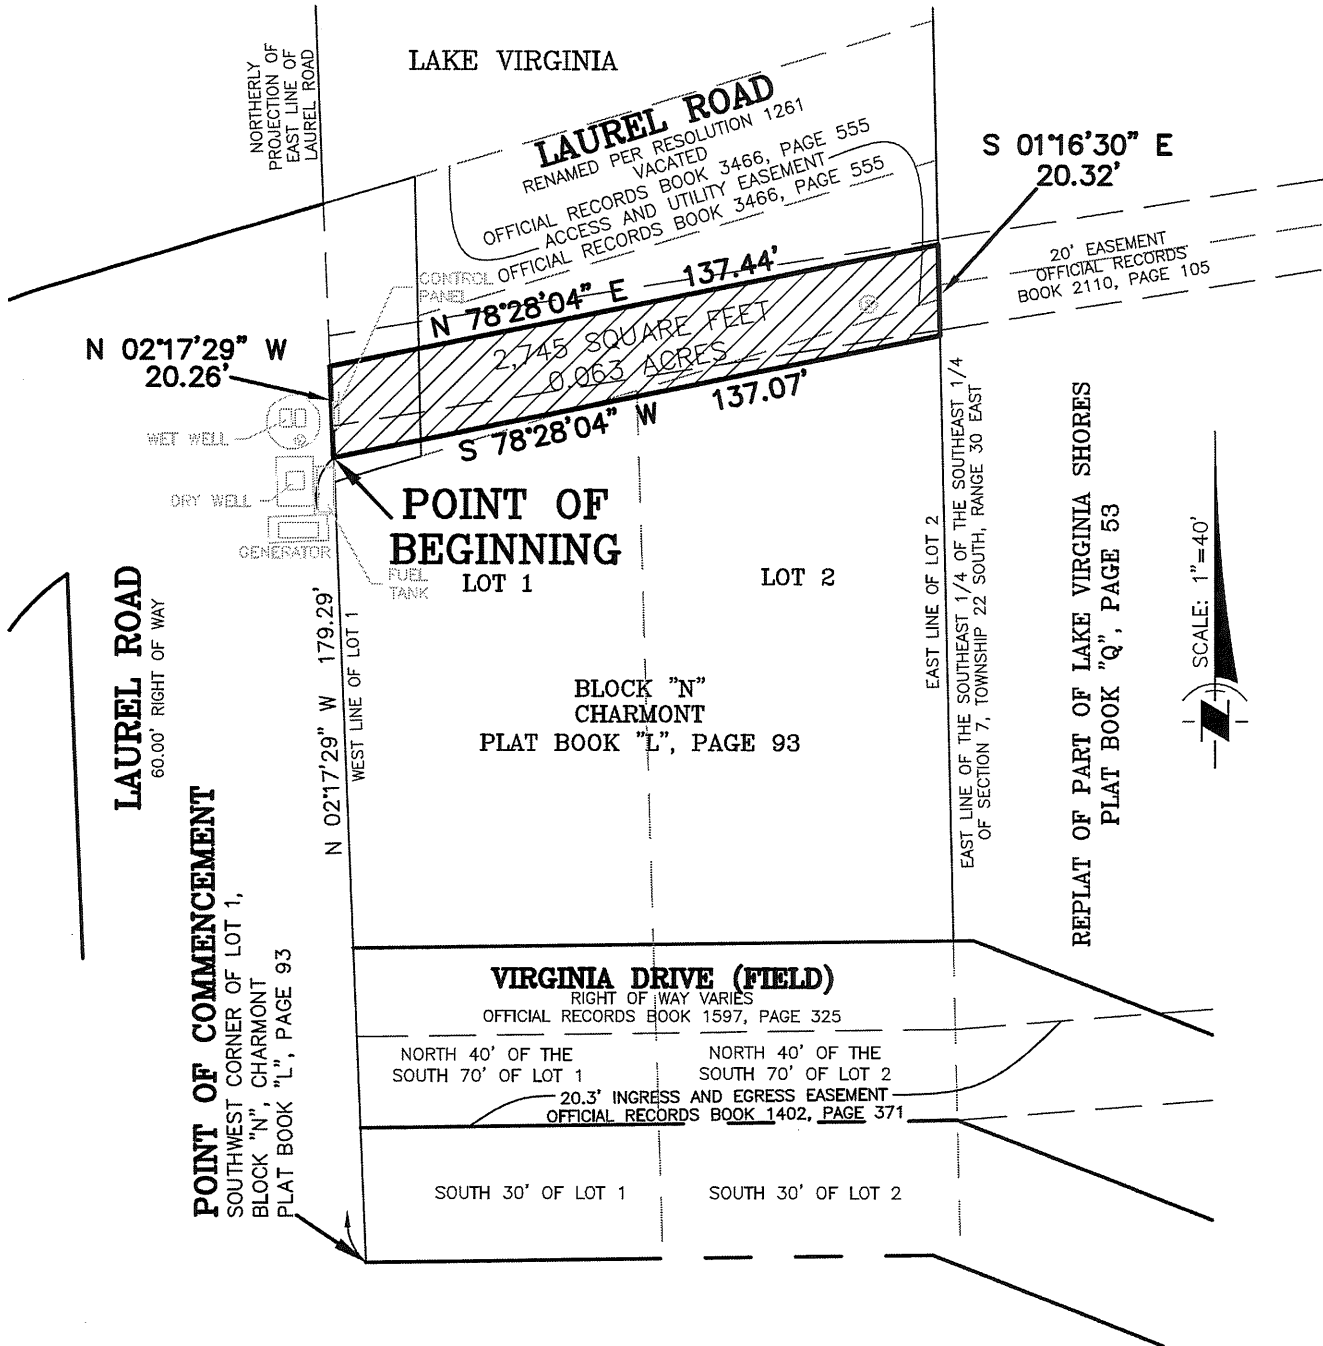 LAKE VIRGINIA
NORTHERLY
PROJECTION OF
EAST LINE OF
LAUREL ROAD
LAUREL ROAD
RENAMED PER RESOLUTION 1261
VACATED
OFFICIAL RECORDS BOOK 3466, PAGE 555
ACCESS AND UTILITY EASEMENT
OFFICIAL RECORDS BOOK 3466, PAGE 555
S 01°16'30" E
20.32'
20' EASEMENT
OFFICIAL RECORDS
BOOK 2110, PAGE 105
CONTROL
PANEL
N 78°28'04" E 137.44'
2,745 SQUARE FEET
0.063 ACRES
S 78°28'04" W 137.07'
N 02°17'29" W
20.26'
WET WELL
DRY WELL
GENERATOR
FUEL
TANK
POINT OF
BEGINNING
LOT 1
LOT 2
LAUREL ROAD
60.00' RIGHT OF WAY
N 02°17'29" W 179.29'
WEST LINE OF LOT 1
BLOCK "N"
CHARMONT
PLAT BOOK "L", PAGE 93
EAST LINE OF LOT 2
EAST LINE OF THE SOUTHEAST 1/4 OF THE SOUTHEAST 1/4
OF SECTION 7, TOWNSHIP 22 SOUTH, RANGE 30 EAST
REPLAT OF PART OF LAKE VIRGINIA SHORES
PLAT BOOK "Q", PAGE 53
SCALE: 1"=40'
N
POINT OF COMMENCEMENT
SOUTHWEST CORNER OF LOT 1,
BLOCK "N", CHARMONT
PLAT BOOK "L", PAGE 93
VIRGINIA DRIVE (FIELD)
RIGHT OF WAY VARIES
OFFICIAL RECORDS BOOK 1597, PAGE 325
NORTH 40' OF THE
SOUTH 70' OF LOT 1
NORTH 40' OF THE
SOUTH 70' OF LOT 2
20.3' INGRESS AND EGRESS EASEMENT
OFFICIAL RECORDS BOOK 1402, PAGE 371
SOUTH 30' OF LOT 1
SOUTH 30' OF LOT 2